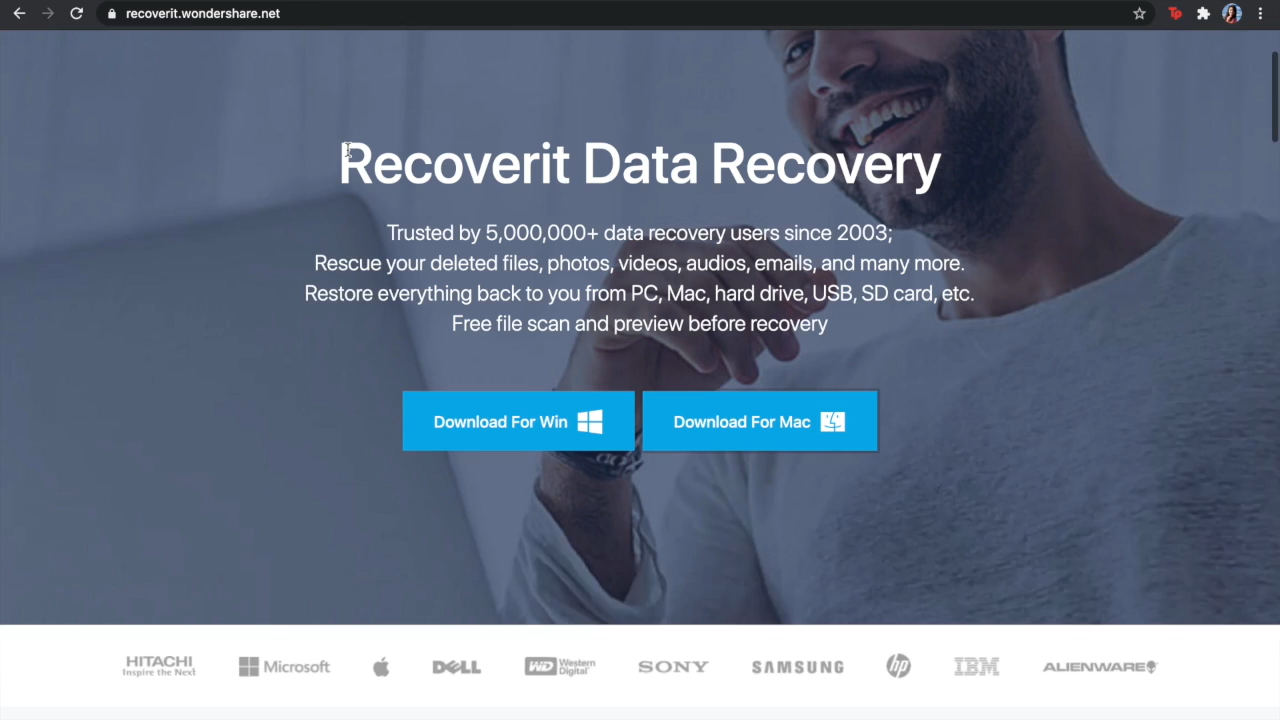 recoverit.wondershare.net
Recoverit Data Recovery
Trusted by 5,000,000+ data recovery users since 2003;
Rescue your deleted files, photos, videos, audios, emails, and many more.
Restore everything back to you from PC, Mac, hard drive, USB, SD card, etc.
Free file scan and preview before recovery
Download For Win
Download For Mac
HITACHI
Inspire the Next
Microsoft
DELL
WD Western
Digital
SONY
SAMSUNG
hp
IBM
ALIENWARE